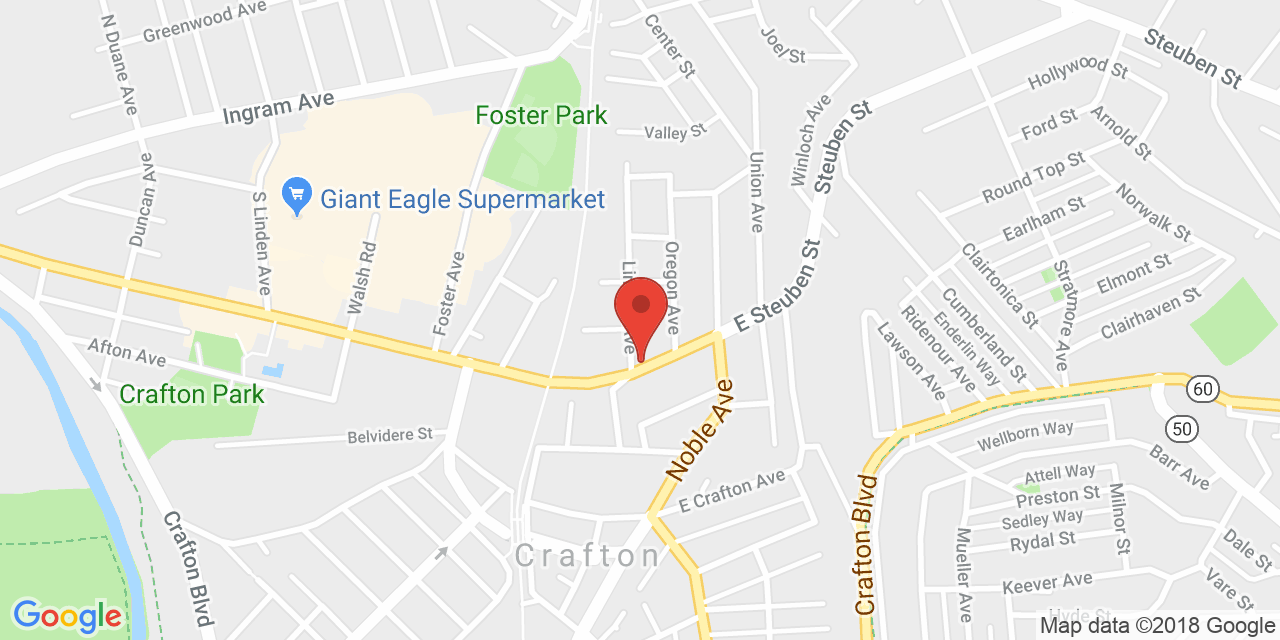 Greenwood Ave
N Duane Ave
Ingram Ave
Center St
Joe/St
Steuben St
Hollywood St
Foster Park
Valley St
Winloch Ave
Steuben St
Ford St
Arnold St
Duncan Ave
Giant Eagle Supermarket
S Linden Ave
Union Ave
Round Top St
Norwalk St
Earlham St
Walsh Rd
Foster Ave
Oregon Ave
E Steuben St
Clairtonica St
Stratmore Ave
Elmont St
Clairhaven St
Cumberland St
Enderlin Way
Ridenour Ave
Lawson Ave
Afton Ave
Crafton Park
Belvidere St
Noble Ave
60
50
Wellborn Way
Barr Ave
E Crafton Ave
Attell Way
Preston St
Milnor St
Sedley Way
Rydal St
Crafton Blvd
Crafton Blvd
Crafton
Mueller Ave
Keever Ave
Dale St
Vare St
Hyde St
Google
Map data ©2018 Google